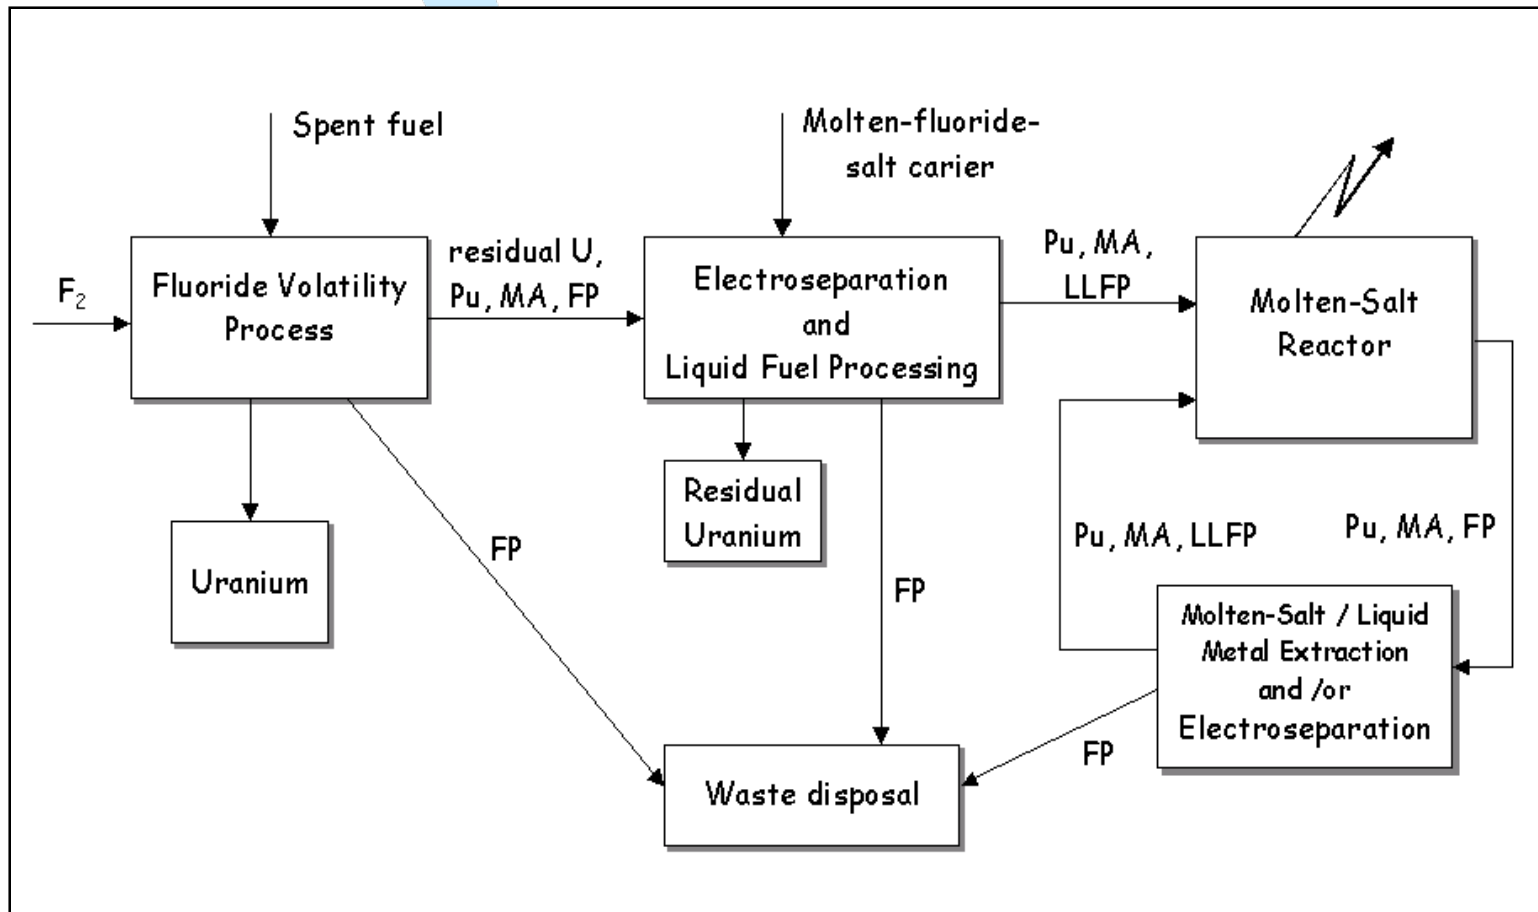 Spent fuel
Molten-fluoride-
salt carier
F₂
Fluoride Volatility
Process
residual U,
Pu, MA, FP
Electroseparation
and
Liquid Fuel Processing
Pu, MA,
LLFP
Molten-Salt
Reactor
Uranium
FP
Residual
Uranium
FP
Pu, MA, LLFP
Pu, MA, FP
Molten-Salt / Liquid
Metal Extraction
and /or
Electroseparation
FP
Waste disposal